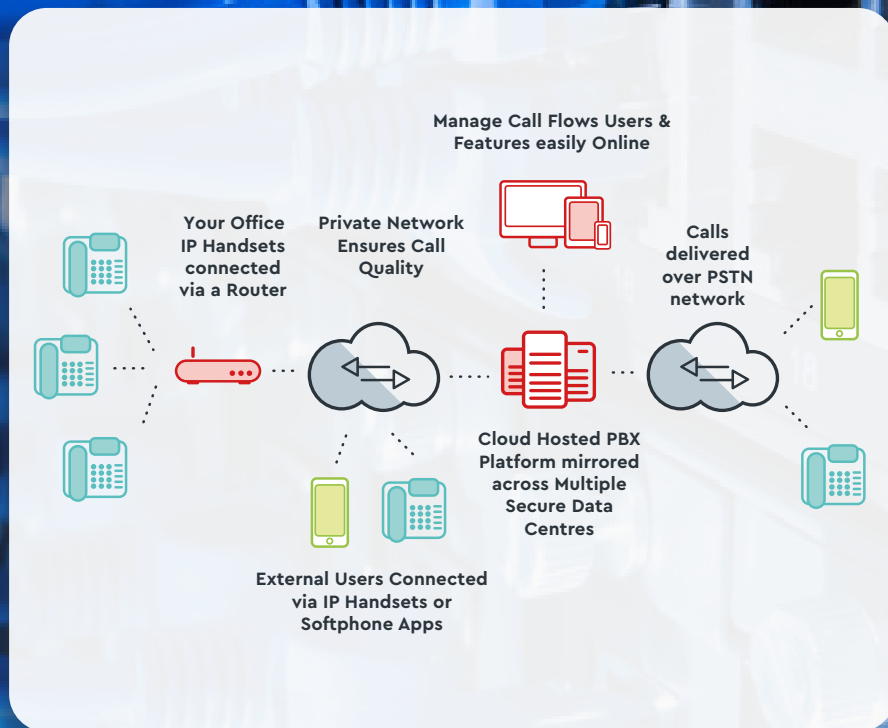 Manage Call Flows Users &
Features easily Online
Your Office
IP Handsets
connected
via a Router
Private Network
Ensures Call
Quality
Calls
delivered
over PSTN
network
Cloud Hosted PBX
Platform mirrored
across Multiple
Secure Data
Centres
External Users Connected
via IP Handsets or
Softphone Apps